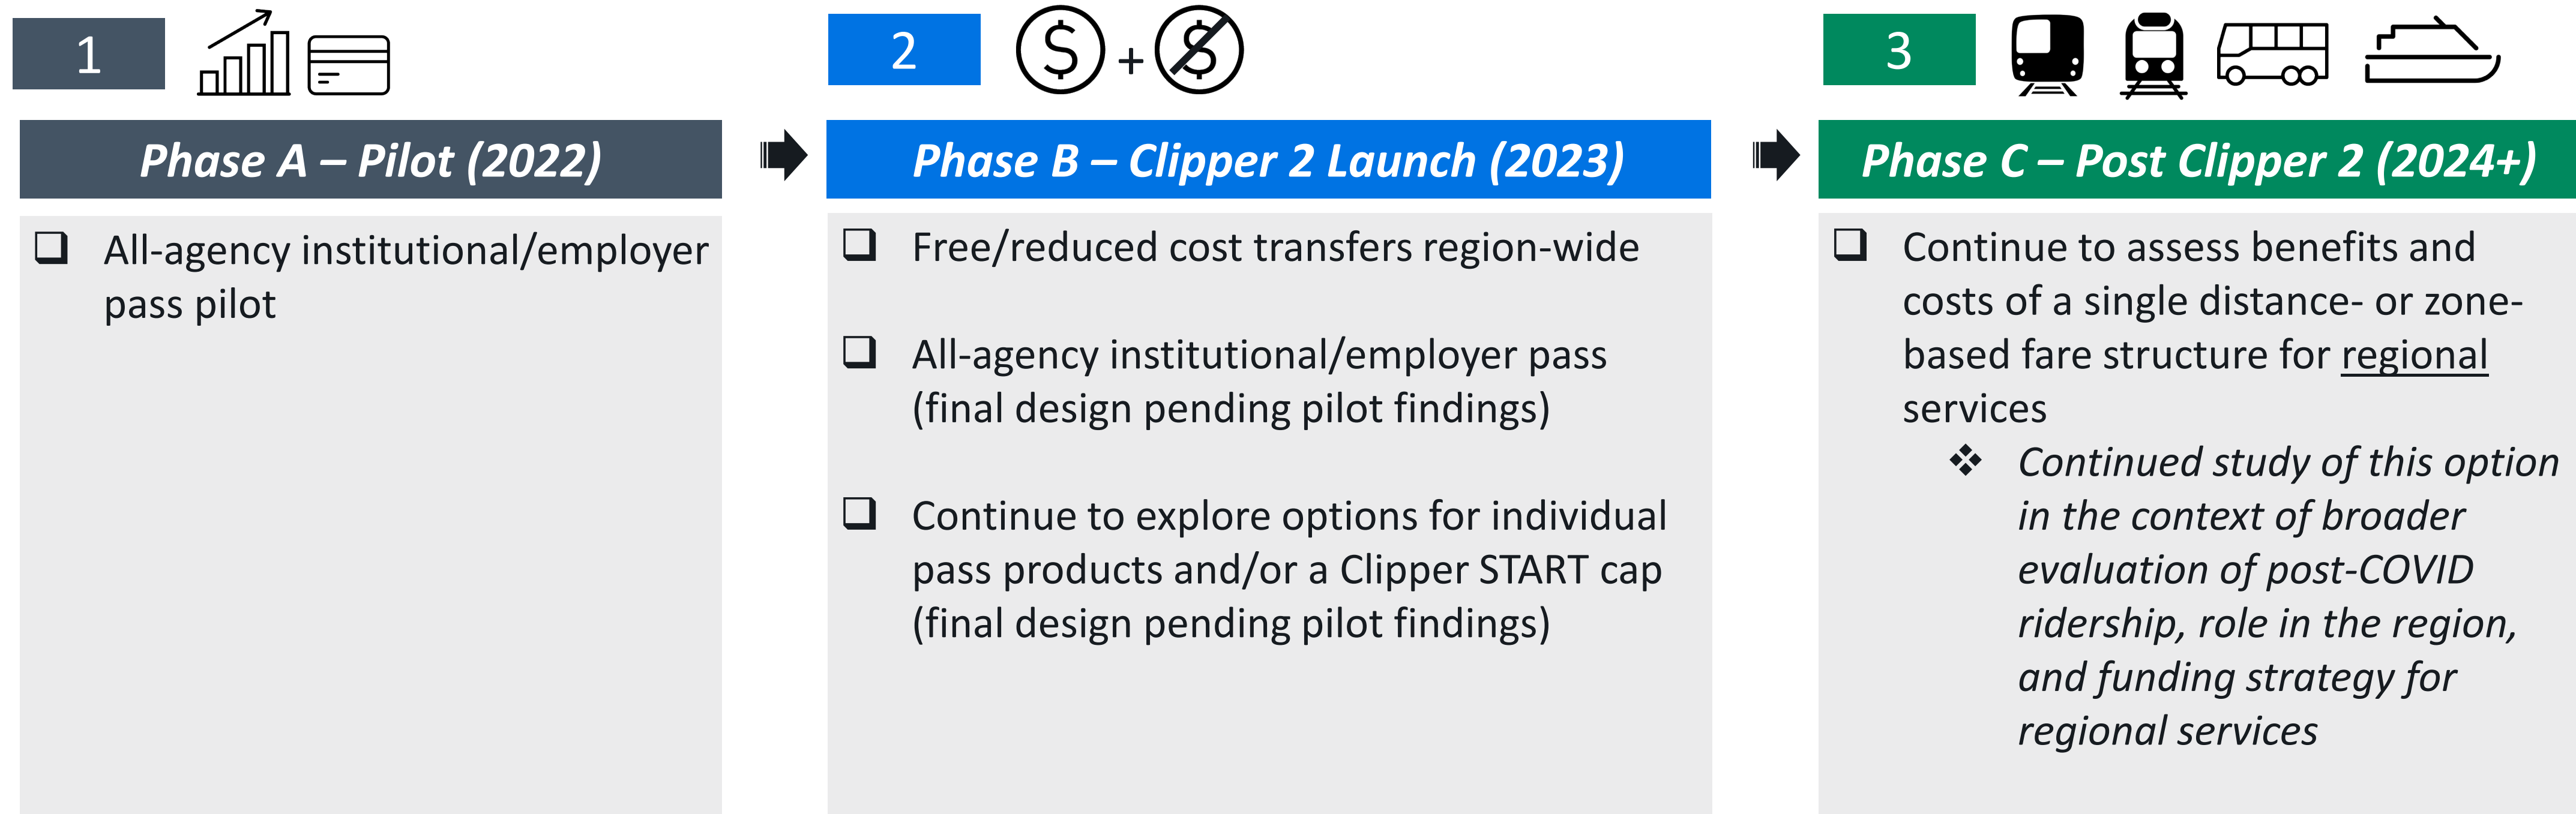 1
Phase A – Pilot (2022)
❑ All-agency institutional/employer
pass pilot
2
$ + $
Phase B – Clipper 2 Launch (2023)
❑ Free/reduced cost transfers region-wide
❑ All-agency institutional/employer pass
(final design pending pilot findings)
❑ Continue to explore options for individual
pass products and/or a Clipper START cap
(final design pending pilot findings)
3
Phase C – Post Clipper 2 (2024+)
❑ Continue to assess benefits and
costs of a single distance- or zone-
based fare structure for regional
services
❖ Continued study of this option
in the context of broader
evaluation of post-COVID
ridership, role in the region,
and funding strategy for
regional services